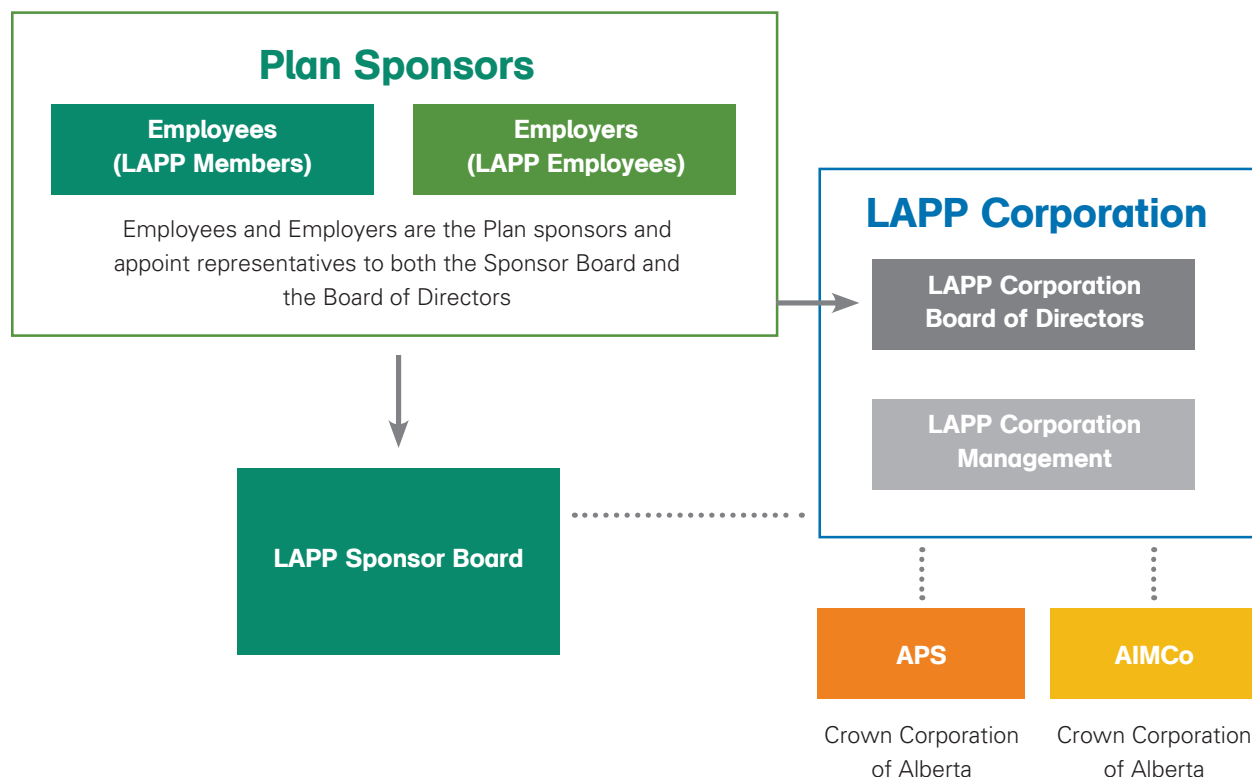 Plan Sponsors
Employees
(LAPP Members)
Employers
(LAPP Employees)
Employees and Employers are the Plan sponsors and
appoint representatives to both the Sponsor Board and
the Board of Directors
LAPP Corporation
LAPP Corporation
Board of Directors
LAPP Corporation
Management
LAPP Sponsor Board
APS
AIMCo
Crown Corporation
of Alberta
Crown Corporation
of Alberta